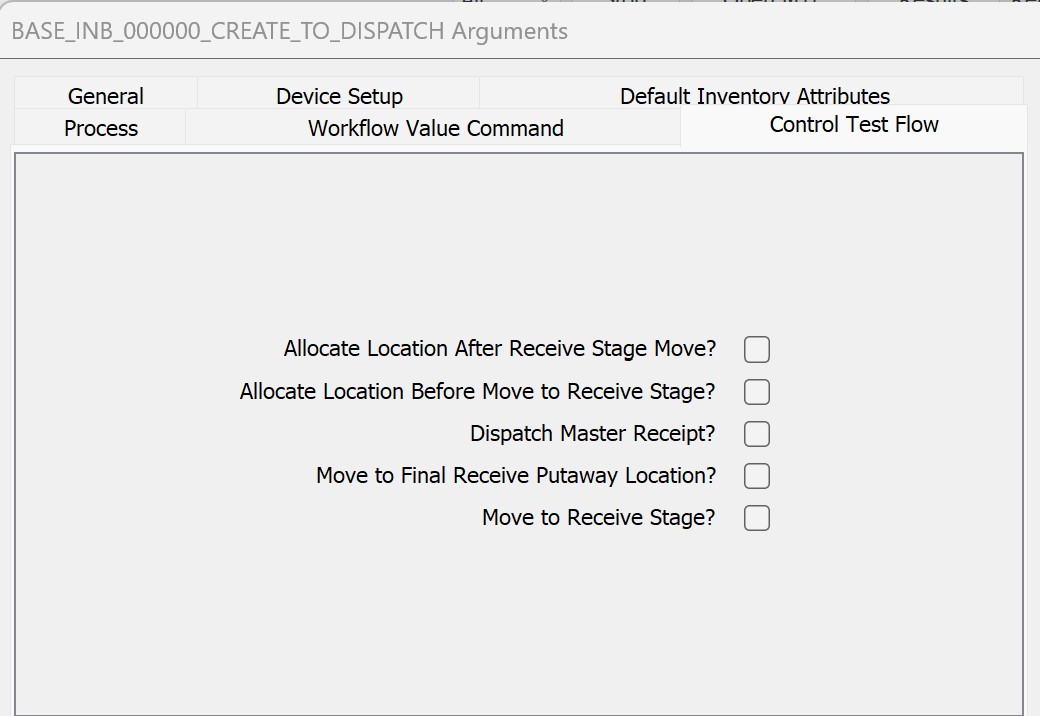 BASE_INB_000000_CREATE_TO_DISPATCH Arguments
General Device Setup Default Inventory Attributes
Process Workflow Value Command Control Test Flow
Allocate Location After Receive Stage Move?
Allocate Location Before Move to Receive Stage?
Dispatch Master Receipt?
Move to Final Receive Putaway Location?
Move to Receive Stage?